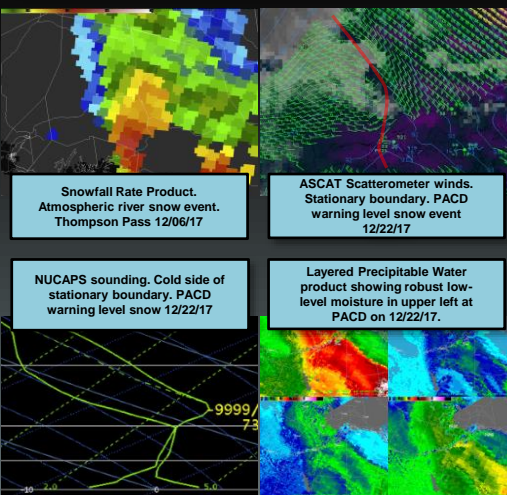 Snowfall Rate Product.
Atmospheric river snow event.
Thompson Pass 12/06/17
ASCAT Scatterometer winds.
Stationary boundary. PACD
warning level snow event
12/22/17
NUCAPS sounding. Cold side of
stationary boundary. PACD
warning level snow 12/22/17
Layered Precipitable Water
product showing robust low-
level moisture in upper left at
PACD on 12/22/17.
9999/
73
-10 2.0 0 5.0